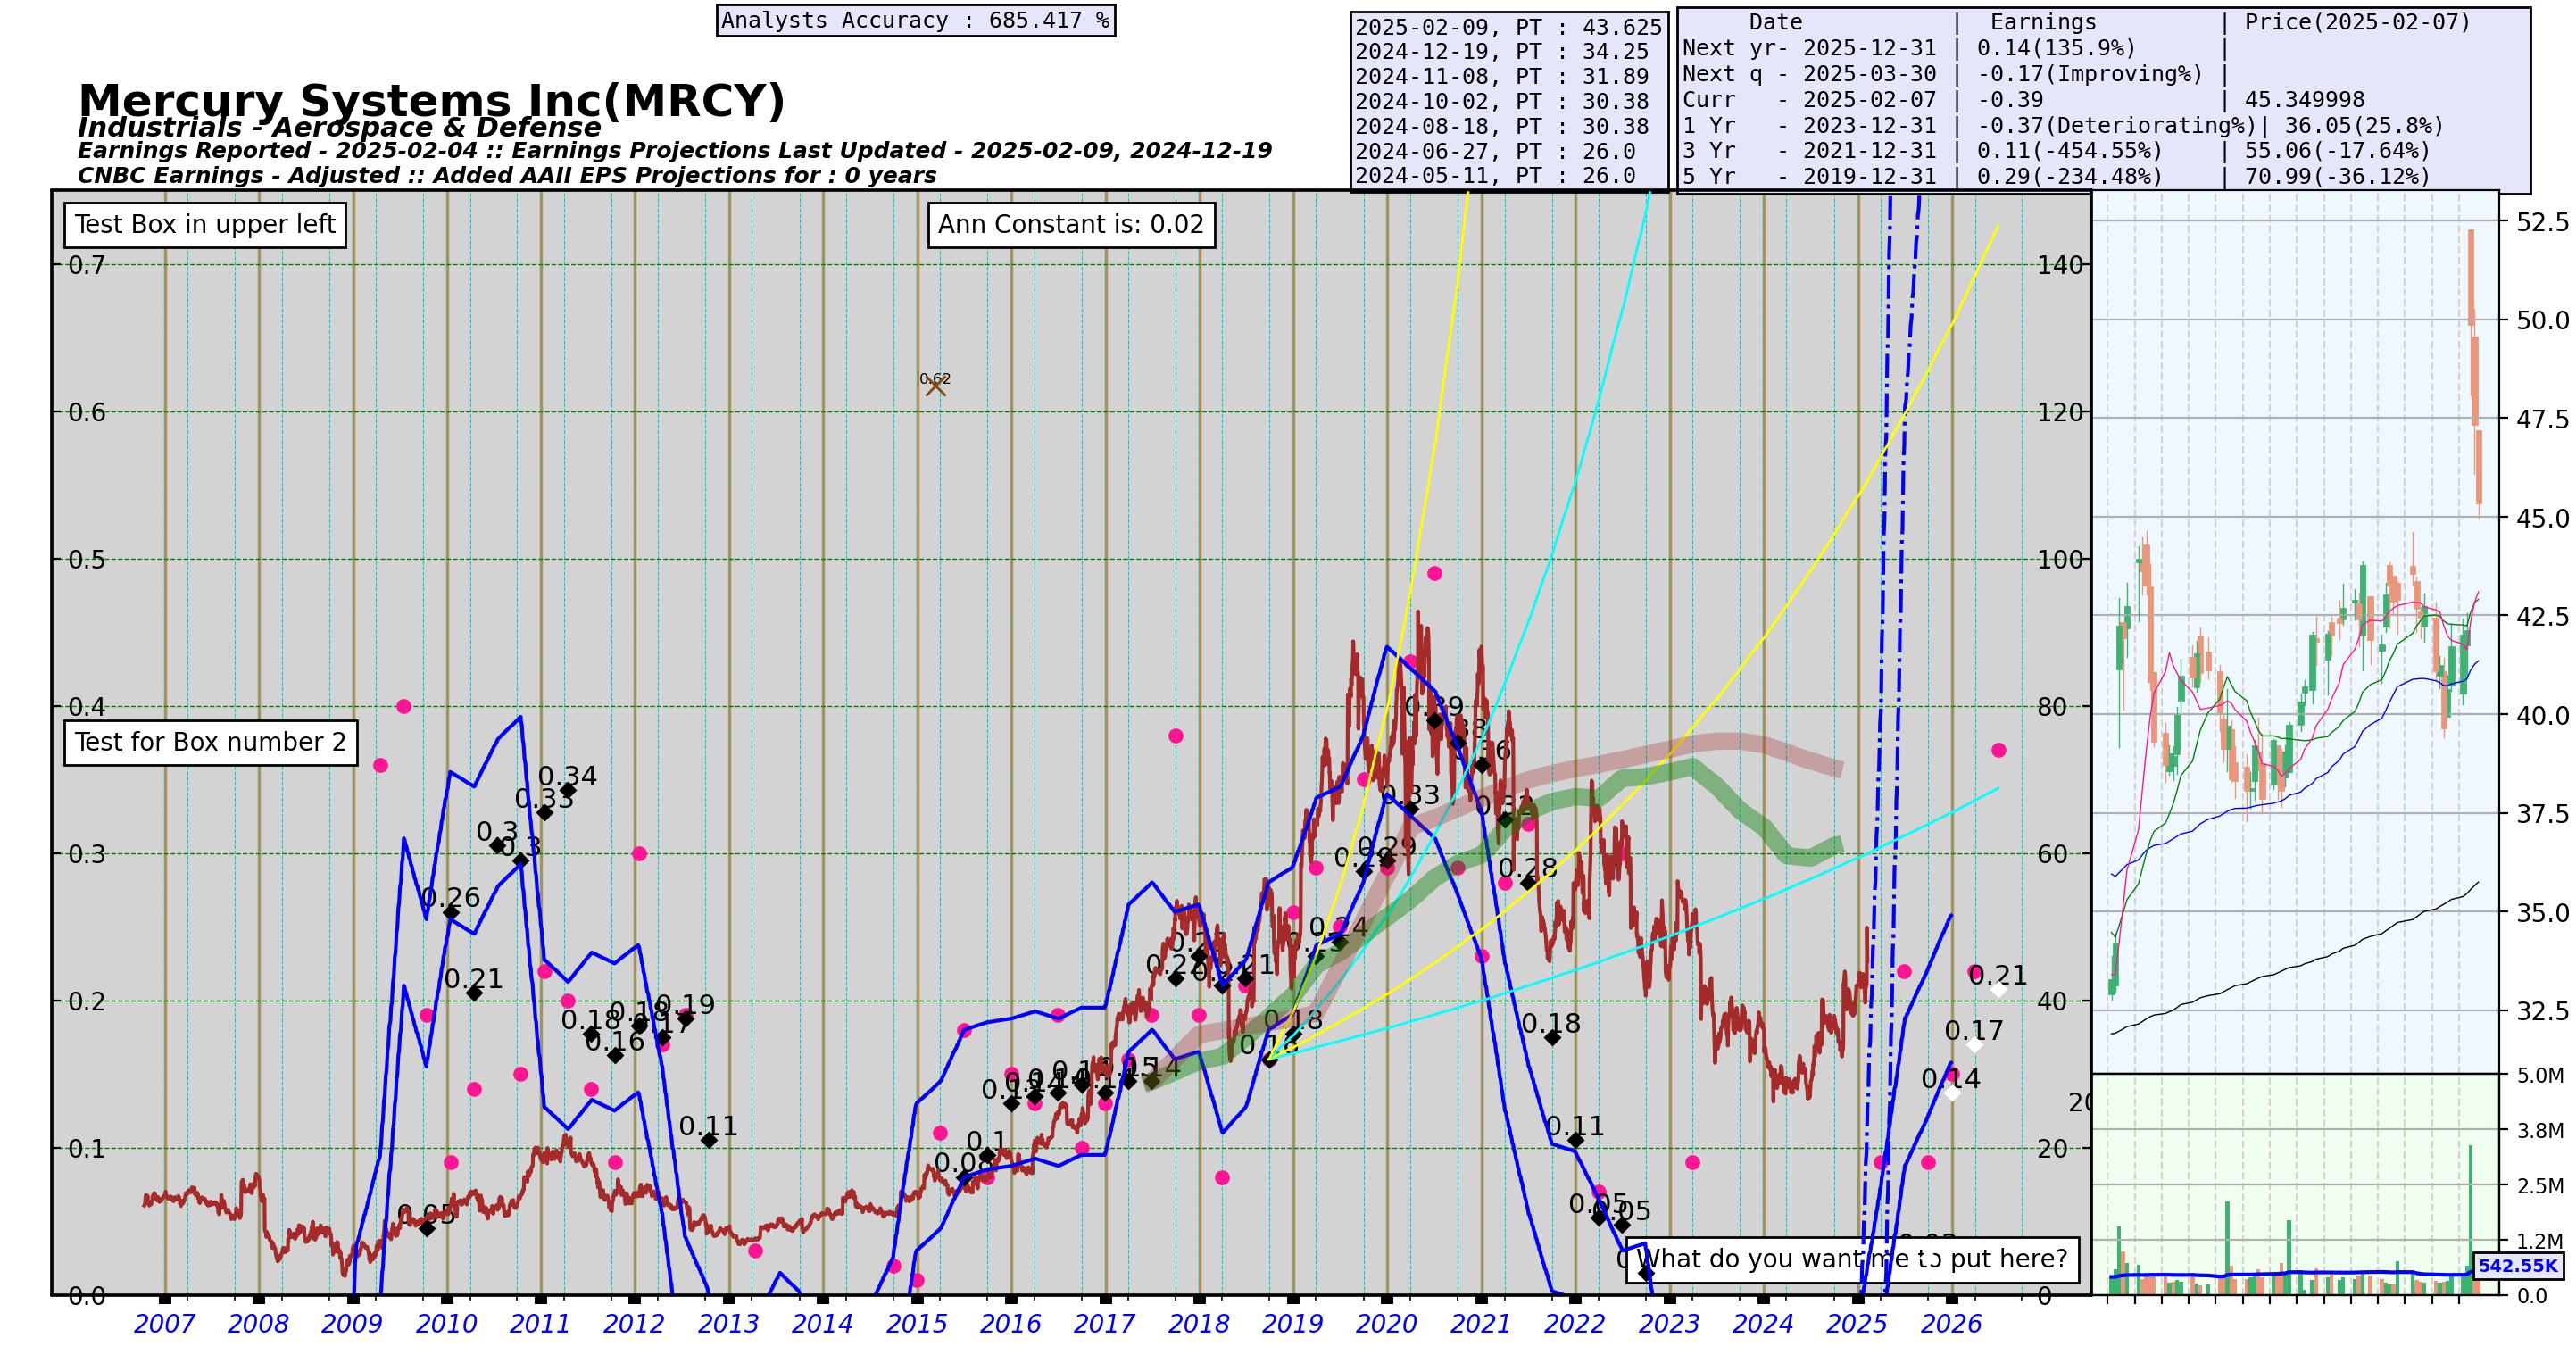 Analysts Accuracy : 685.417 %
2025-02-09, PT : 43.625
2024-12-19, PT : 34.25
2024-11-08, PT : 31.89
2024-10-02, PT : 30.38
2024-08-18, PT : 30.38
2024-06-27, PT : 26.0
2024-05-11, PT : 26.0
Date | Earnings | Price(2025-02-07)
Next yr- 2025-12-31 | 0.14(135.9%) |
Next q - 2025-03-30 | -0.17(Improving%) |
Curr - 2025-02-07 | -0.39 | 45.349998
1 Yr - 2023-12-31 | -0.37(Deteriorating%)| 36.05(25.8%)
3 Yr - 2021-12-31 | 0.11(-454.55%) | 55.06(-17.64%)
5 Yr - 2019-12-31 | 0.29(-234.48%) | 70.99(-36.12%)
Mercury Systems Inc(MRCY)
Industrials - Aerospace & Defense
Earnings Reported - 2025-02-04 :: Earnings Projections Last Updated - 2025-02-09, 2024-12-19
CNBC Earnings - Adjusted :: Added AAII EPS Projections for : 0 years
Test Box in upper left
Ann Constant is: 0.02
Test for Box number 2
What do you want me to put here?
0.7
0.6
0.5
0.4
0.3
0.2
0.1
0.0
140
120
100
80
60
40
20
0
0.62
0.05
0.26
0.21
0.3
0.3
0.33
0.34
0.18
0.16
0.18
0.19
0.11
0.08
0.1
0.18
0.24
0.29
0.33
0.39
0.28
0.18
0.11
0.05
0.05
0.14
0.17
0.21
52.5
50.0
47.5
45.0
42.5
40.0
37.5
35.0
32.5
5.0M
3.8M
2.5M
1.2M
542.55K
0.0
2007 2008 2009 2010 2011 2012 2013 2014 2015 2016 2017 2018 2019 2020 2021 2022 2023 2024 2025 2026